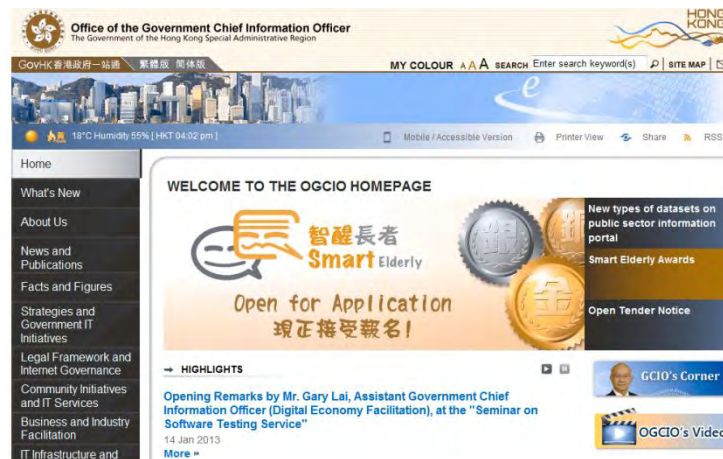 Office of the Government Chief Information Officer
The Government of the Hong Kong Special Administrative Region
HONG
KONG
GOVHK香港政府一站通 繁體版 简体版
MY COLOUR A A A SEARCH Enter search keyword(s) SITE MAP
18°C Humidity 55% [ HKT 04:02 pm ]
Mobile / Accessible Version Printer View Share RSS
Home
What's New
About Us
News and
Publications
Facts and Figures
Strategies and
Government IT
Initiatives
Legal Framework and
Internet Governance
Community Initiatives
and IT Services
Business and Industry
Facilitation
IT Infrastructure and
WELCOME TO THE OGCIO HOMEPAGE
智醒長者
Smart Elderly
Open for Application
現正接受報名!
銀
銅
金
New types of datasets on
public sector information
portal
Smart Elderly Awards
Open Tender Notice
HIGHLIGHTS
Opening Remarks by Mr. Gary Lai, Assistant Government Chief
Information Officer (Digital Economy Facilitation), at the "Seminar on
Software Testing Service"
14 Jan 2013
More »
GCIO's Corner
OGCIO's Video